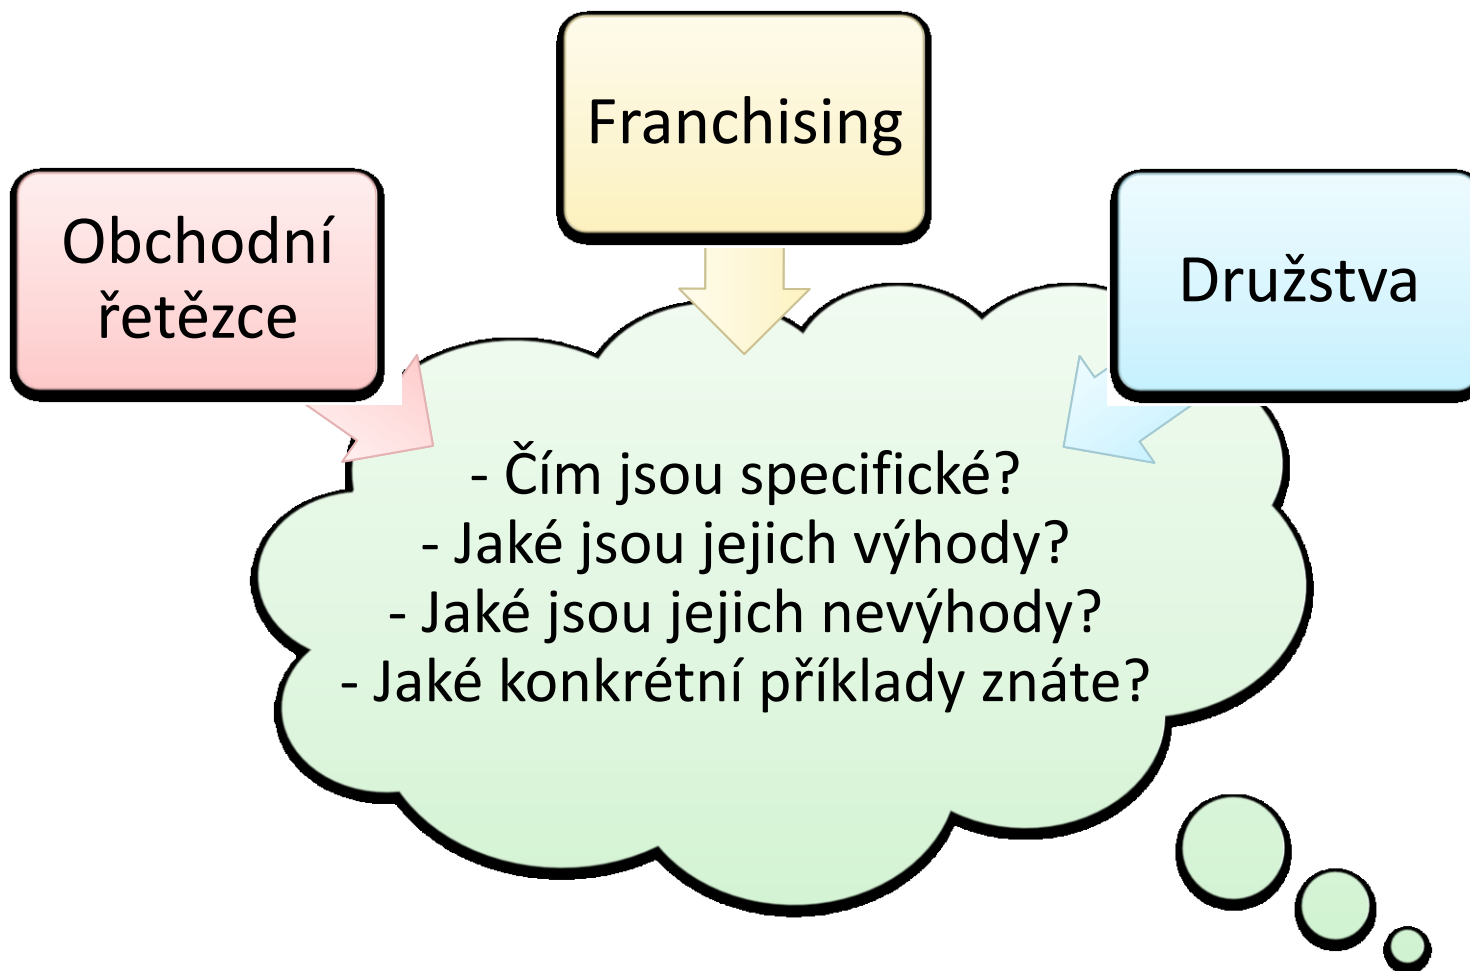 Franchising
Obchodní
řetězce
Družstva
- Čím jsou specifické?
- Jaké jsou jejich výhody?
- Jaké jsou jejich nevýhody?
- Jaké konkrétní příklady znáte?